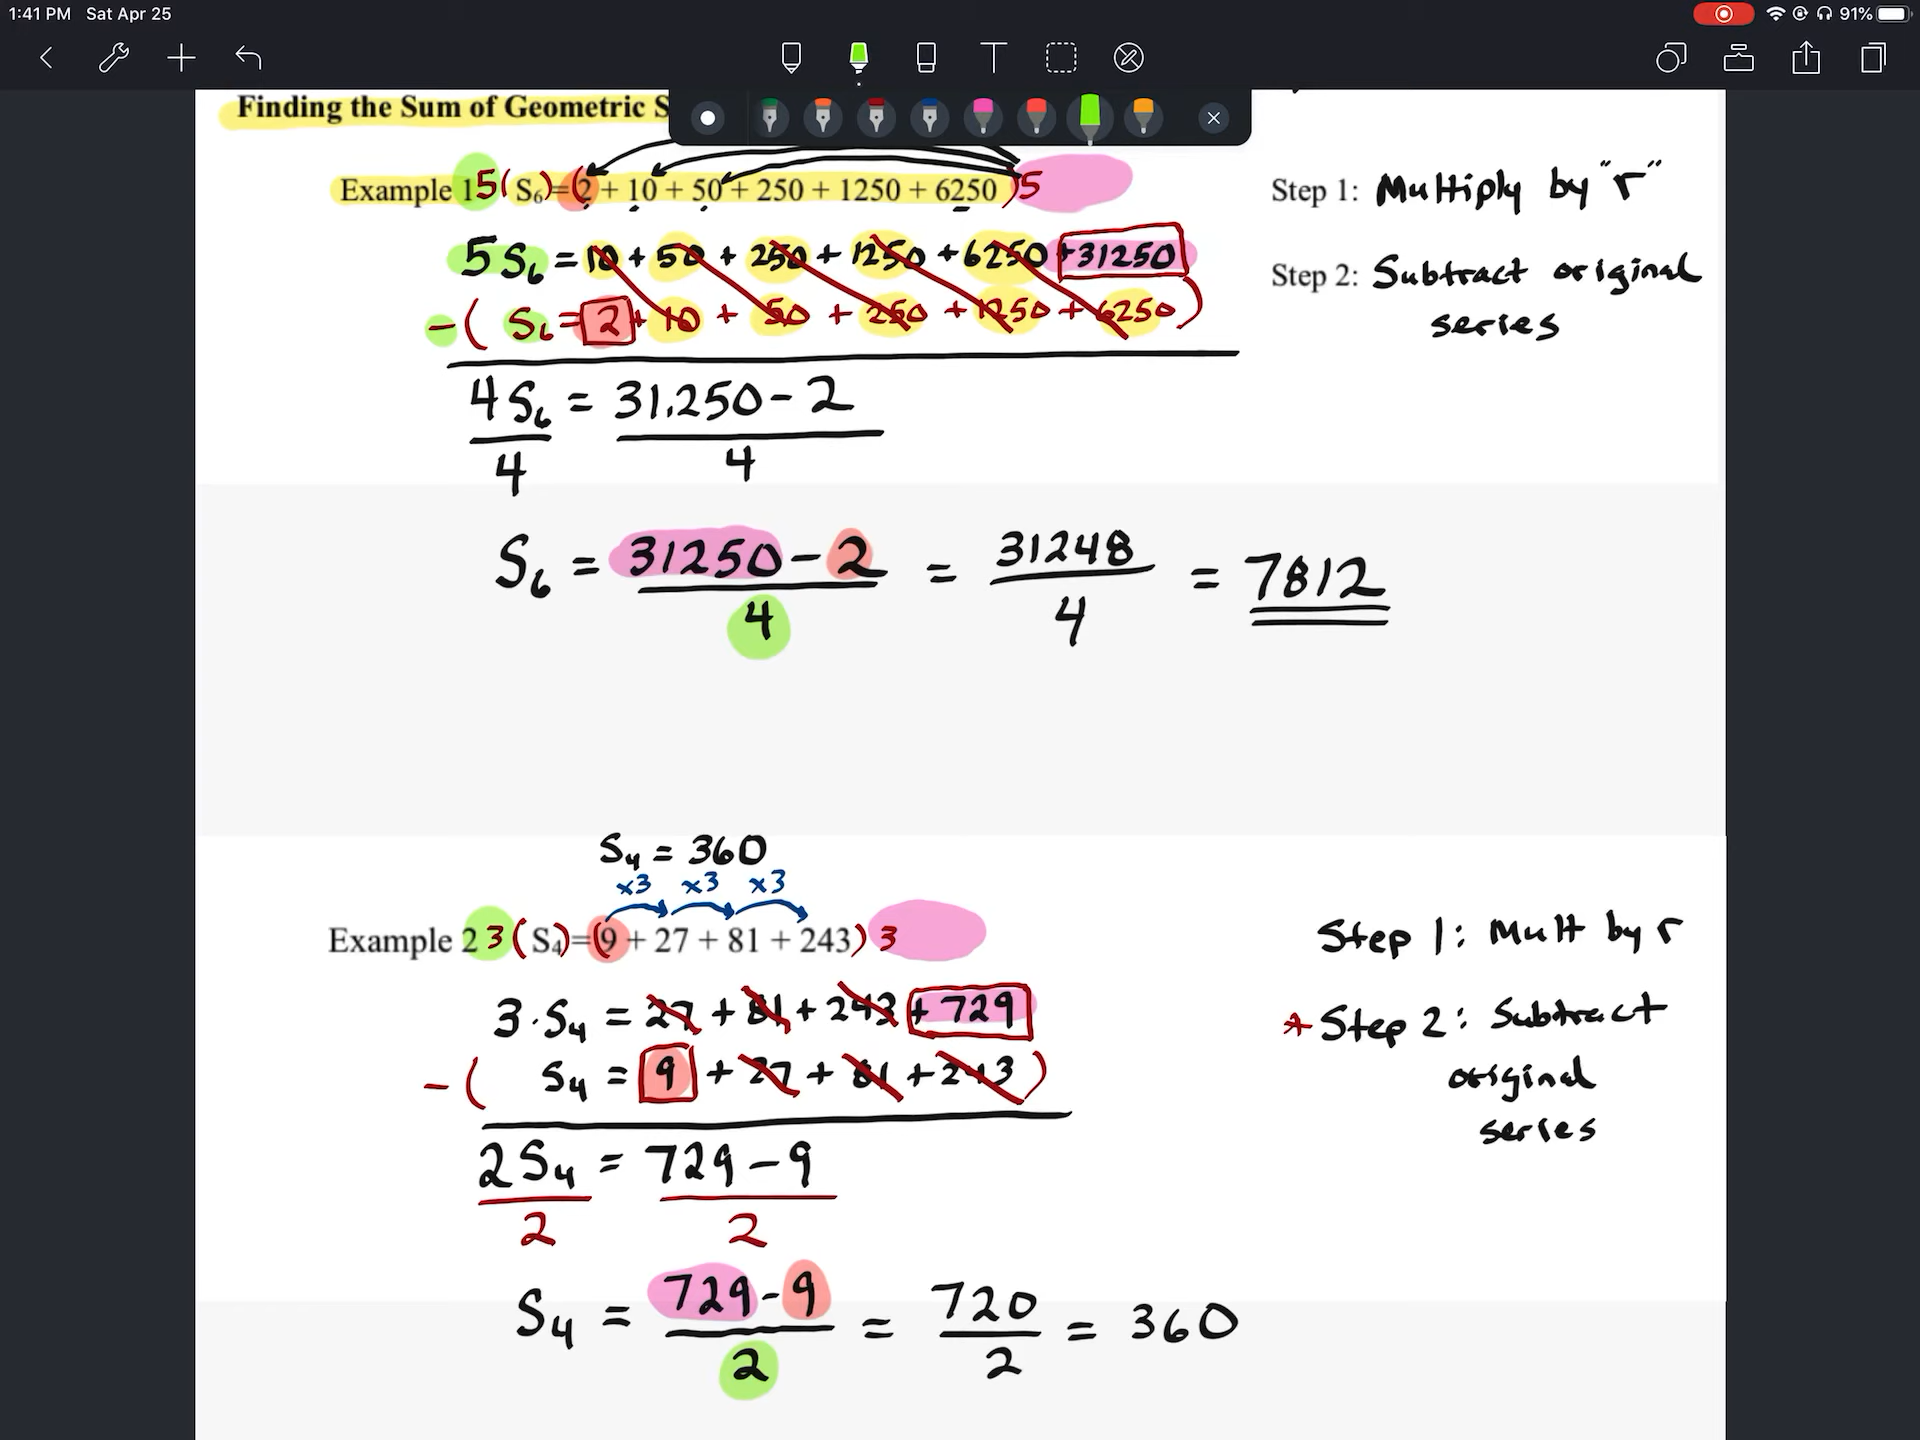 1:41 PM Sat Apr 25
91%
Finding the Sum of Geometric S
Example 1 5(S₆)=(2 + 10 + 50 + 250 + 1250 + 6250)5
5S₆ = 10 + 50 + 250 + 1250 + 6250 +31250
-( S₆ = 2 + 10 + 50 + 250 + 1250 + 6250)
4S₆ = 31,250 - 2
4 4
S₆ = 31250 - 2 = 31248 = 7812
4 4
Step 1: Multiply by "r"
Step 2: Subtract original
series
S₄ = 360
x3 x3 x3
Example 2 3(S₄)=(9 + 27 + 81 + 243)3
3·S₄ = 27 + 81 + 243 + 729
-( S₄ = 9 + 27 + 81 + 243)
2S₄ = 729 - 9
2 2
S₄ = 729 - 9 = 720 = 360
2 2
Step 1: Mult by r
* Step 2: Subtract
original
series